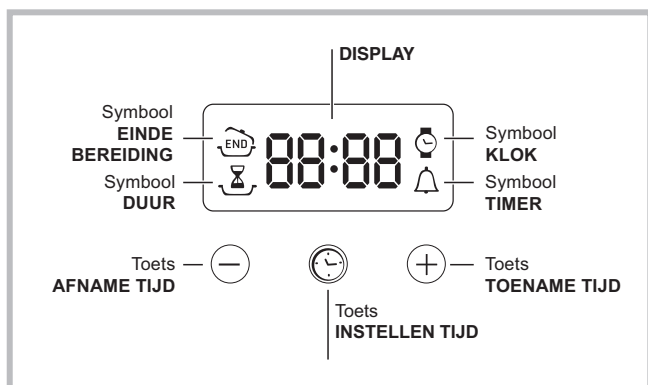 DISPLAY
Symbool
EINDE
BEREIDING
END
88:88
Symbool
KLOK
Symbool
DUUR
Symbool
TIMER
Toets
AFNAME TIJD
Toets
TOENAME TIJD
Toets
INSTELLEN TIJD